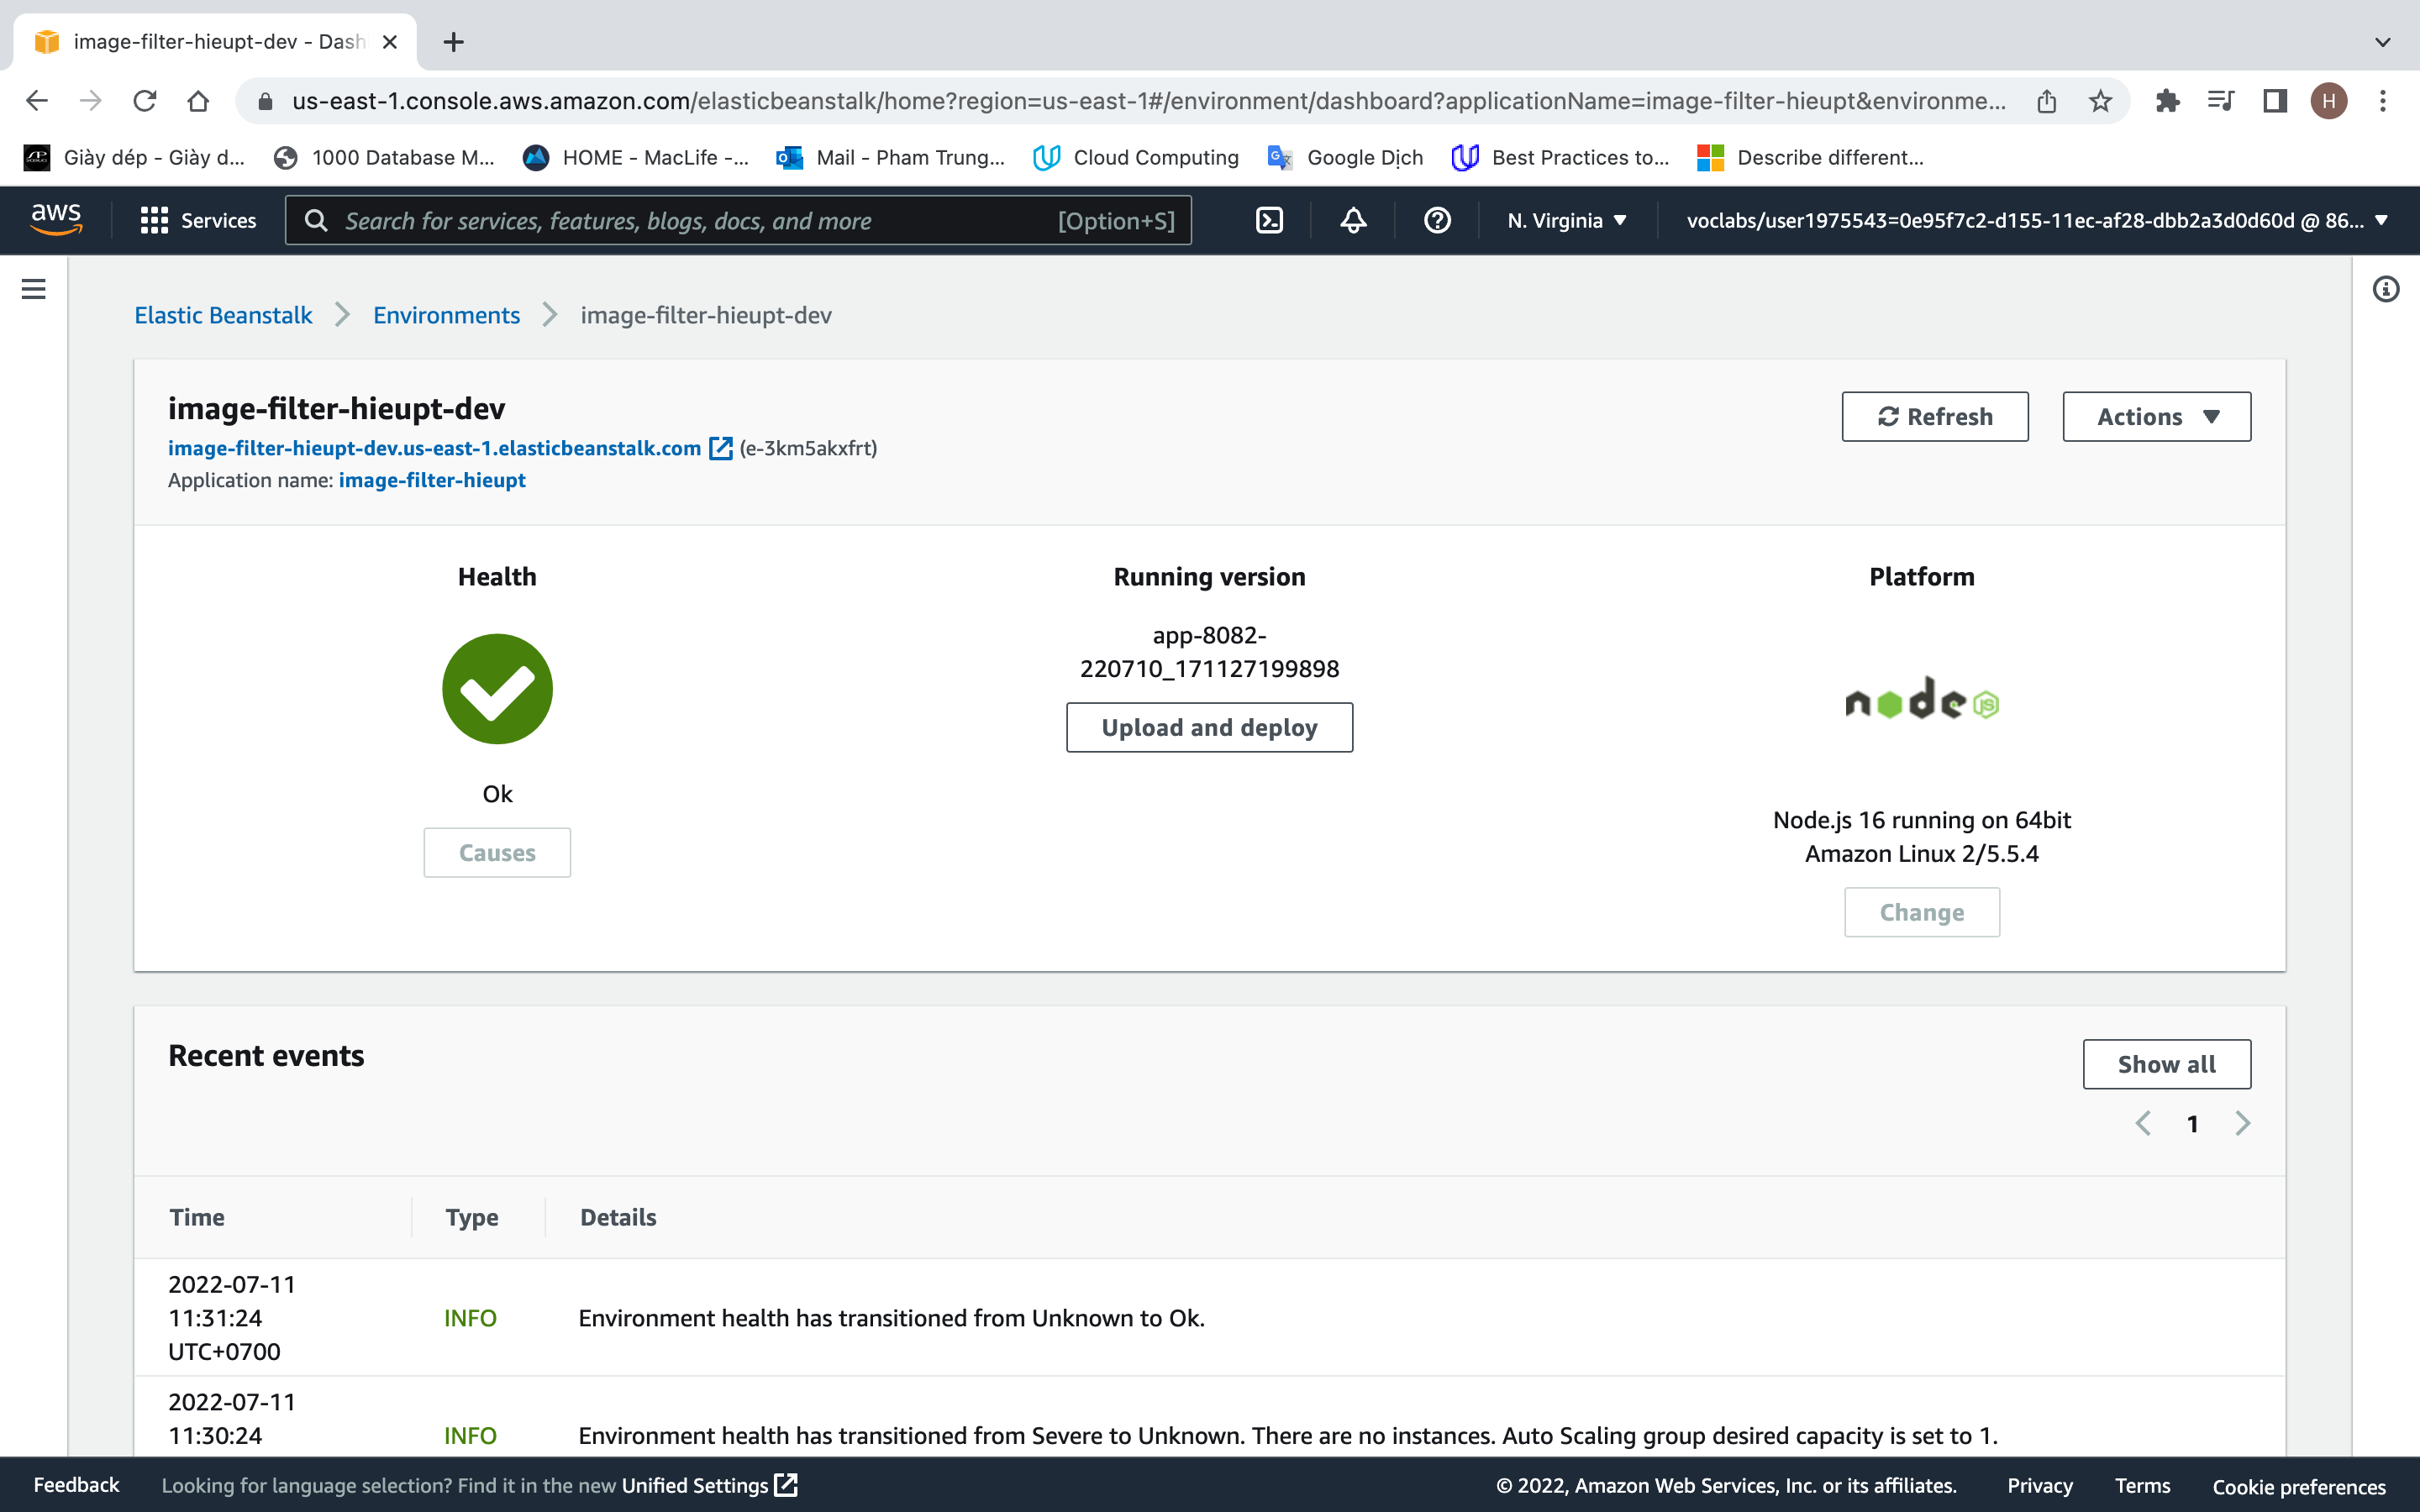 image-filter-hieupt-dev - Dash
us-east-1.console.aws.amazon.com/elasticbeanstalk/home?region=us-east-1#/environment/dashboard?applicationName=image-filter-hieupt&environme...
H
Giày dép - Giày d...
1000 Database M...
HOME - MacLife -...
Mail - Pham Trung...
Cloud Computing
Google Dịch
Best Practices to...
Describe different...
aws
Services
Search for services, features, blogs, docs, and more
[Option+S]
N. Virginia
voclabs/user1975543=0e95f7c2-d155-11ec-af28-dbb2a3d0d60d @ 86...
Elastic Beanstalk
Environments
image-filter-hieupt-dev
image-filter-hieupt-dev
image-filter-hieupt-dev.us-east-1.elasticbeanstalk.com (e-3km5akxfrt)
Application name: image-filter-hieupt
Refresh
Actions
Health
Ok
Causes
Running version
app-8082-
220710_171127199898
Upload and deploy
Platform
node JS
Node.js 16 running on 64bit
Amazon Linux 2/5.5.4
Change
Recent events
Show all
1
Time
Type
Details
2022-07-11
11:31:24
UTC+0700
INFO
Environment health has transitioned from Unknown to Ok.
2022-07-11
11:30:24
INFO
Environment health has transitioned from Severe to Unknown. There are no instances. Auto Scaling group desired capacity is set to 1.
Feedback
Looking for language selection? Find it in the new Unified Settings
© 2022, Amazon Web Services, Inc. or its affiliates.
Privacy
Terms
Cookie preferences